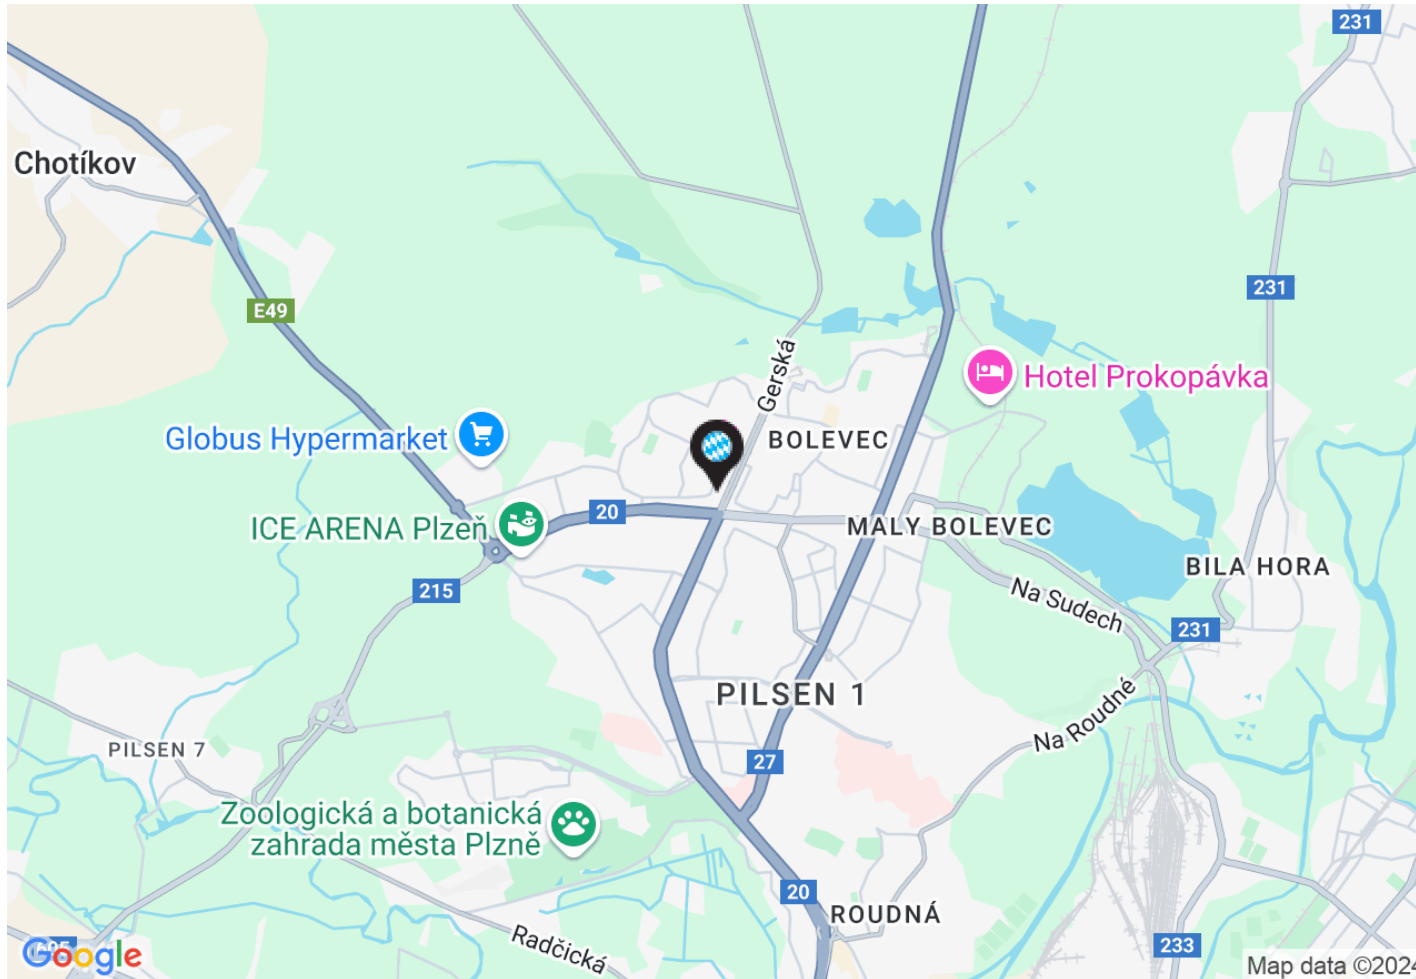 231
Chotíkov
231
E49
Gerská
Hotel Prokopávka
Globus Hypermarket
BOLEVEC
20
ICE ARENA Plzeň
MALY BOLEVEC
BILA HORA
215
Na Sudech
231
PILSEN 1
Na Roudné
PILSEN 7
27
Zoologická a botanická
zahrada města Plzně
20
ROUDNÁ
Radčická
233
Google
Map data ©2024